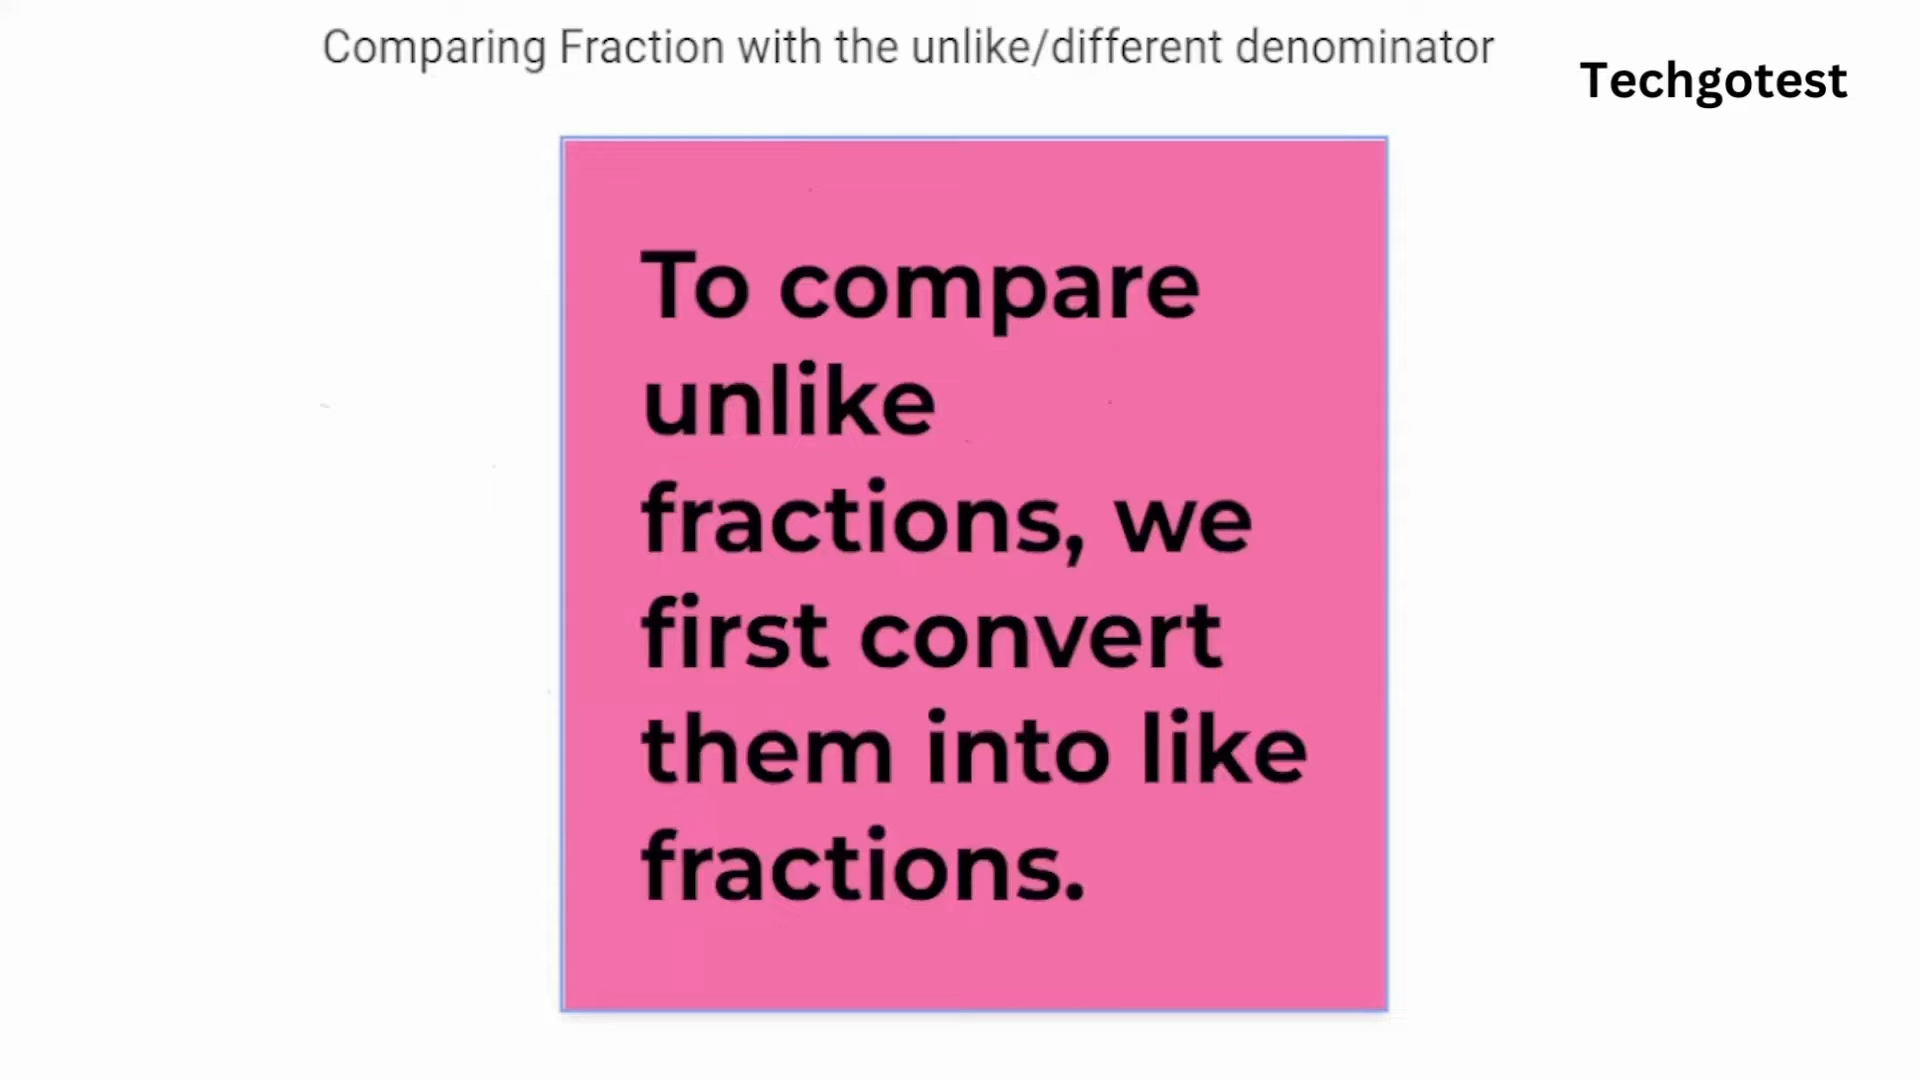 Comparing Fraction with the unlike/different denominator
Techgotest
To compare
unlike
fractions, we
first convert
them into like
fractions.